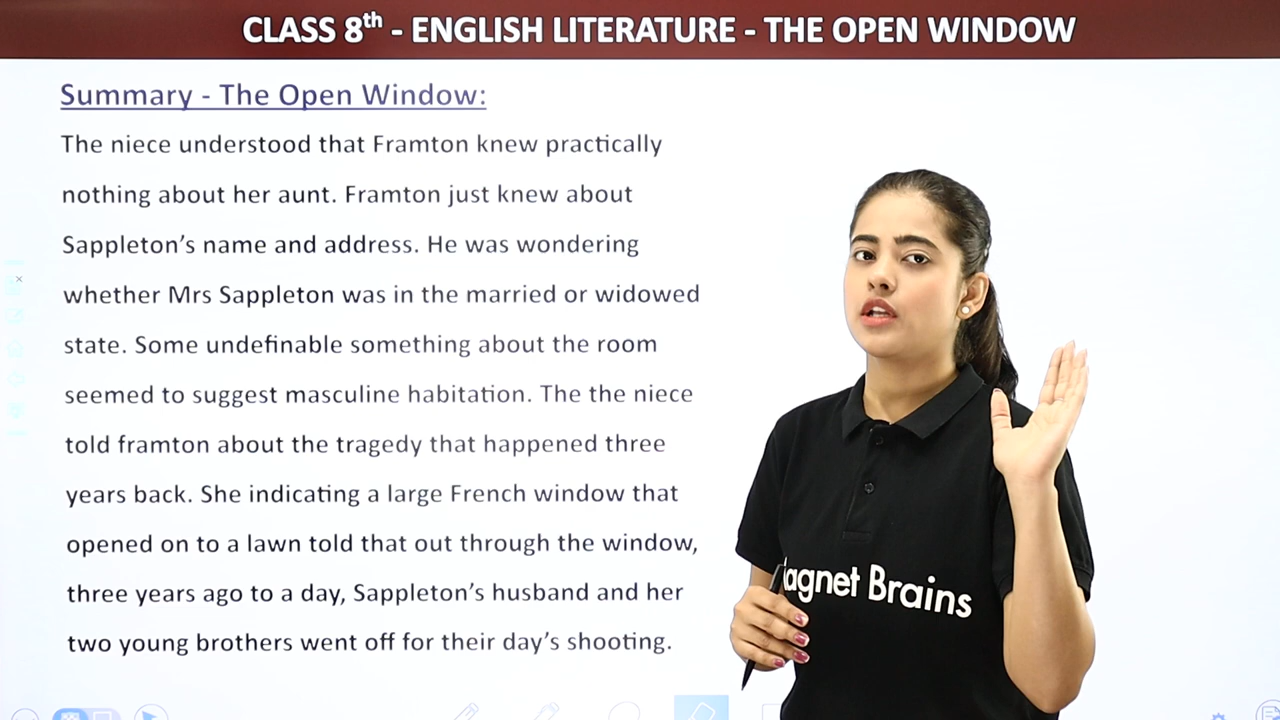 CLASS 8th - ENGLISH LITERATURE - THE OPEN WINDOW
Summary - The Open Window:
The niece understood that Framton knew practically
nothing about her aunt. Framton just knew about
Sappleton’s name and address. He was wondering
whether Mrs Sappleton was in the married or widowed
state. Some undefinable something about the room
seemed to suggest masculine habitation. The the niece
told framton about the tragedy that happened three
years back. She indicating a large French window that
opened on to a lawn told that out through the window,
three years ago to a day, Sappleton’s husband and her
two young brothers went off for their day’s shooting.
agnet Brains